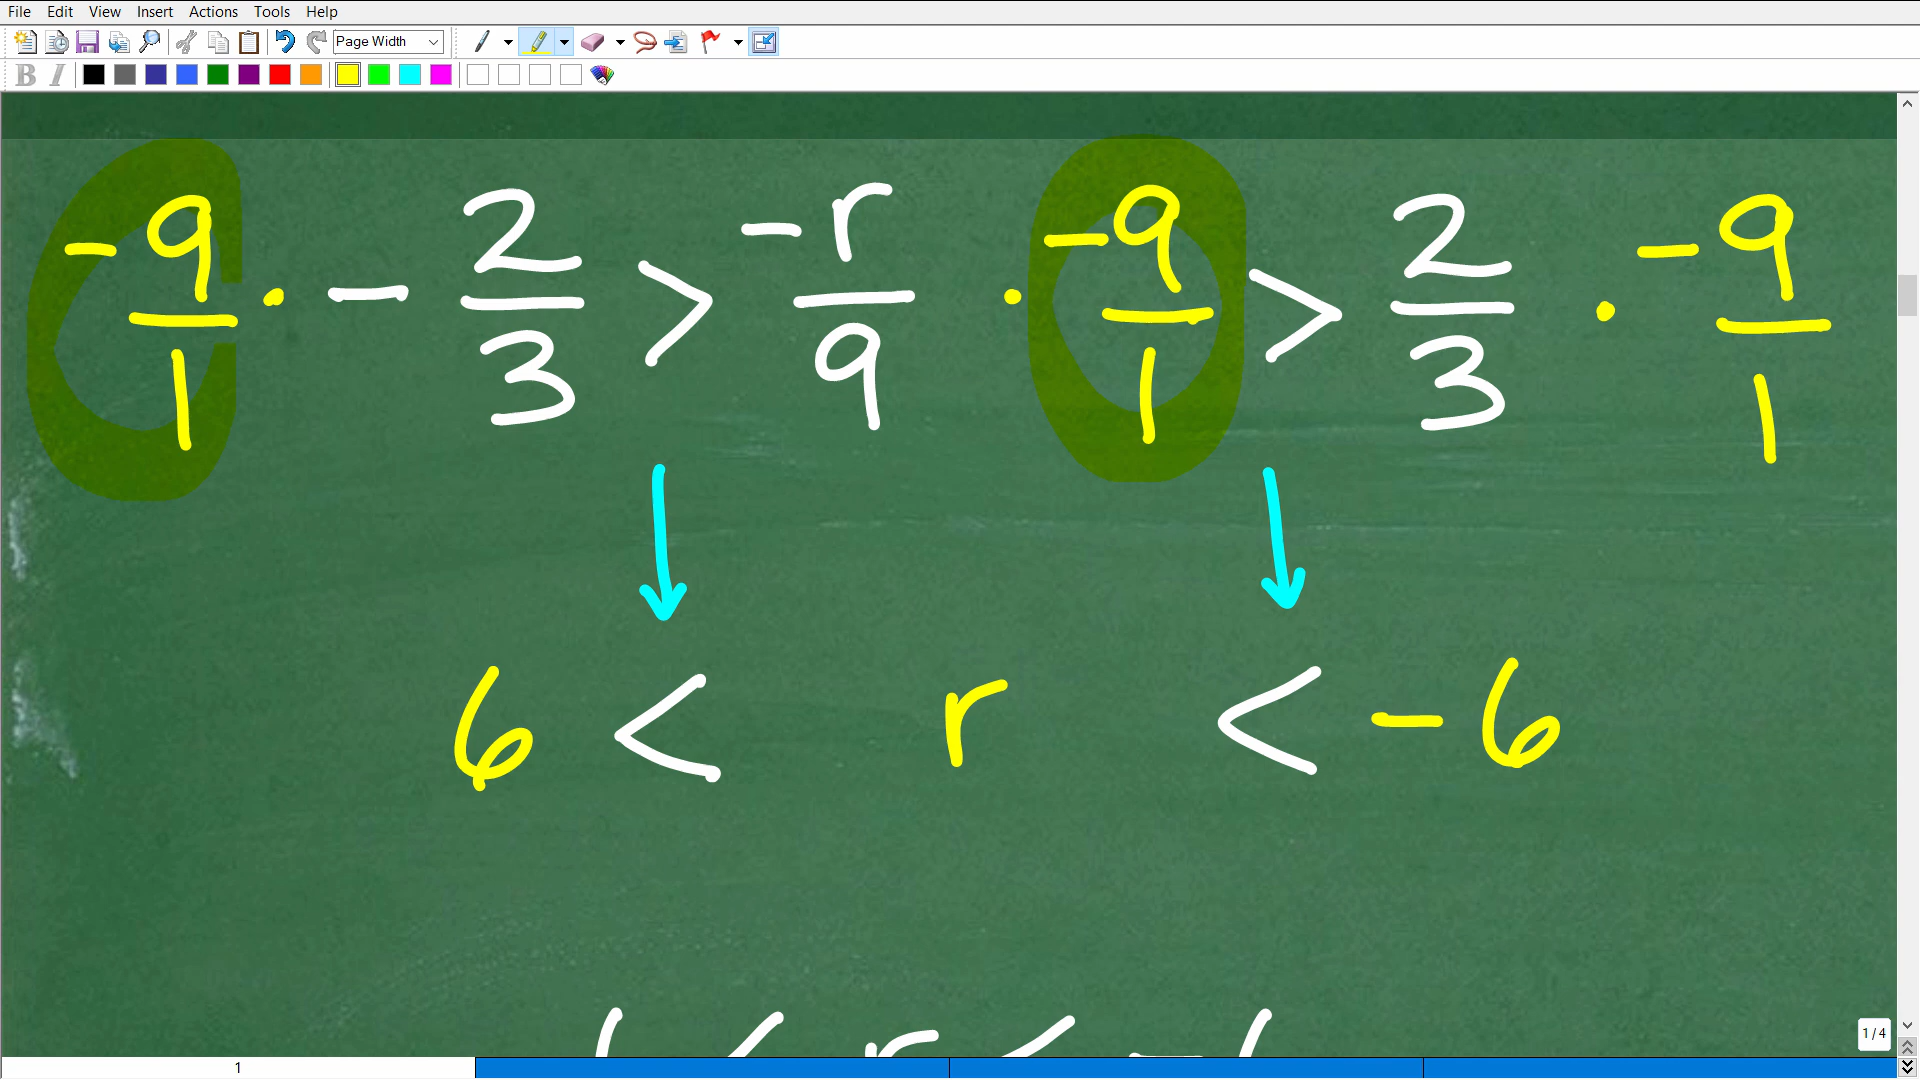 File Edit View Insert Actions Tools Help
Page Width
B I
-9/1 · - 2/3 > -r/9 · -9/1 > 2/3 · -9/1
6 < r < -6
1/4
1